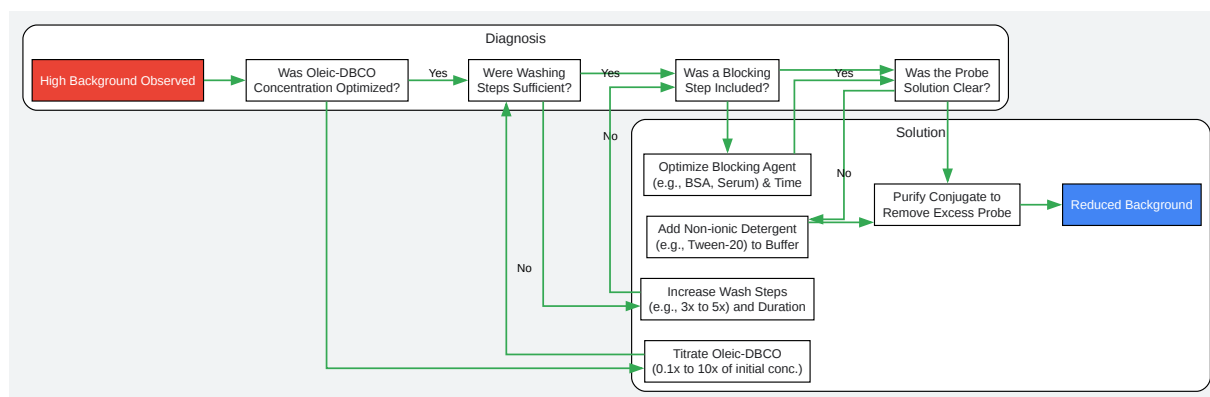 Diagnosis
High Background Observed
Was Oleic-DBCO
Concentration Optimized?
Yes
Were Washing
Steps Sufficient?
Yes
Was a Blocking
Step Included?
Yes
Was the Probe
Solution Clear?
No
Solution
Optimize Blocking Agent
(e.g., BSA, Serum) & Time
No
Purify Conjugate to
Remove Excess Probe
Reduced Background
Add Non-ionic Detergent
(e.g., Tween-20) to Buffer
No
Increase Wash Steps
(e.g., 3x to 5x) and Duration
Titrate Oleic-DBCO
(0.1x to 10x of initial conc.)